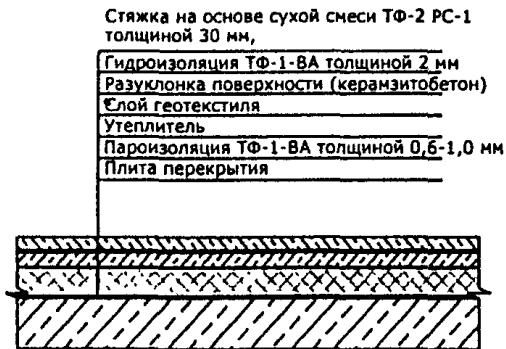 Стяжка на основе сухой смеси ТФ-2 РС-1
толщиной 30 мм,
Гидроизоляция ТФ-1-ВА толщиной 2 мм
Разуклонка поверхности (керамзитобетон)
Слой геотекстиля
Утеплитель
Пароизоляция ТФ-1-ВА толщиной 0,6-1,0 мм
Плита перекрытия